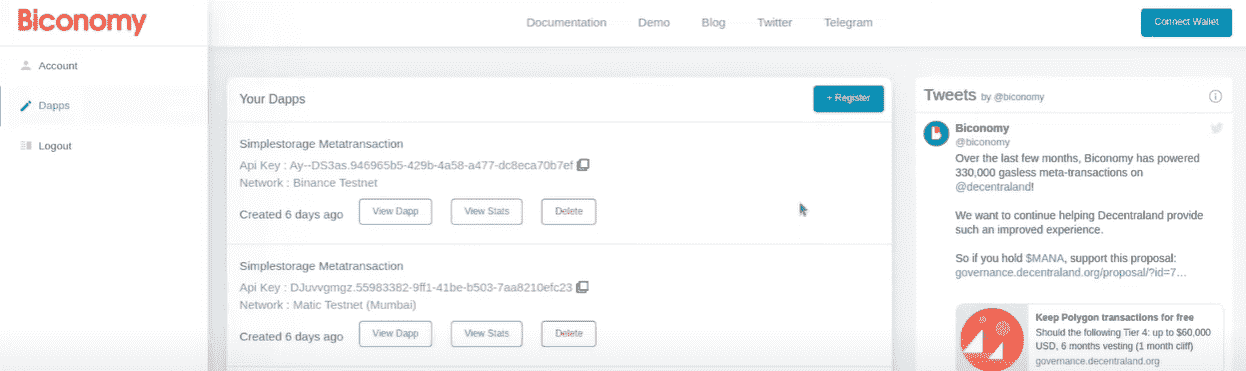 Biconomy
Documentation Demo Blog Twitter Telegram
Connect Wallet
Account
Dapps
Logout
Your Dapps
+ Register
Simplestorage Metatransaction
Api Key : Ay--DS3as.946965b5-429b-4a58-a477-dc8eca70b7ef
Network : Binance Testnet
Created 6 days ago View Dapp View Stats Delete
Simplestorage Metatransaction
Api Key : DJuvvgmgz.55983382-9ff1-41be-b503-7aa8210efc23
Network : Matic Testnet (Mumbai)
Created 6 days ago View Dapp View Stats Delete
Tweets by @biconomy
Biconomy
@biconomy
Over the last few months, Biconomy has powered
330,000 gasless meta-transactions on
@decentraland!
We want to continue helping Decentraland provide
such an improved experience.
So if you hold $MANA, support this proposal:
governance.decentraland.org/proposal/?id=7…
Keep Polygon transactions for free
Should the following Tier 4: up to $60,000
USD, 6 months vesting (1 month cliff)
governance.decentraland.org